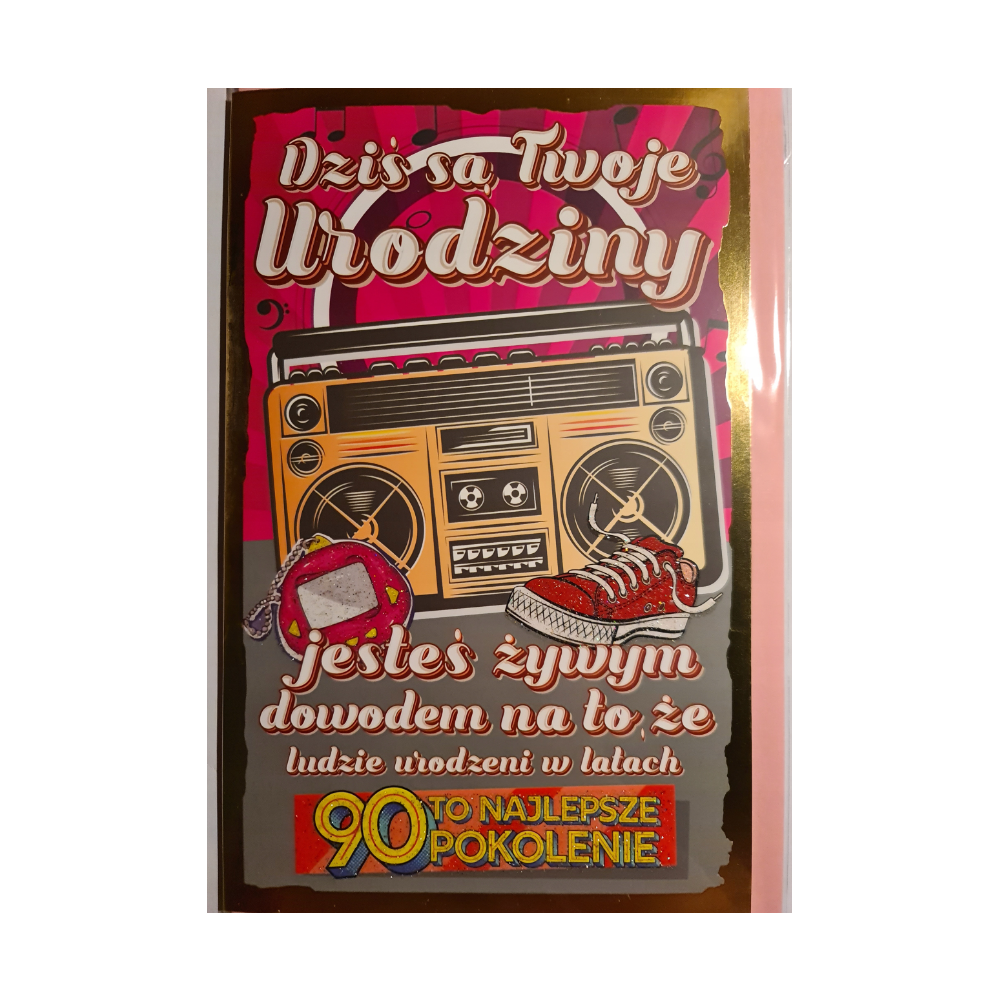 Dziś są Twoje
Urodziny
jesteś żywym
dowodem na to, że
ludzie urodzeni w latach
90 TO NAJLEPSZE
POKOLENIE